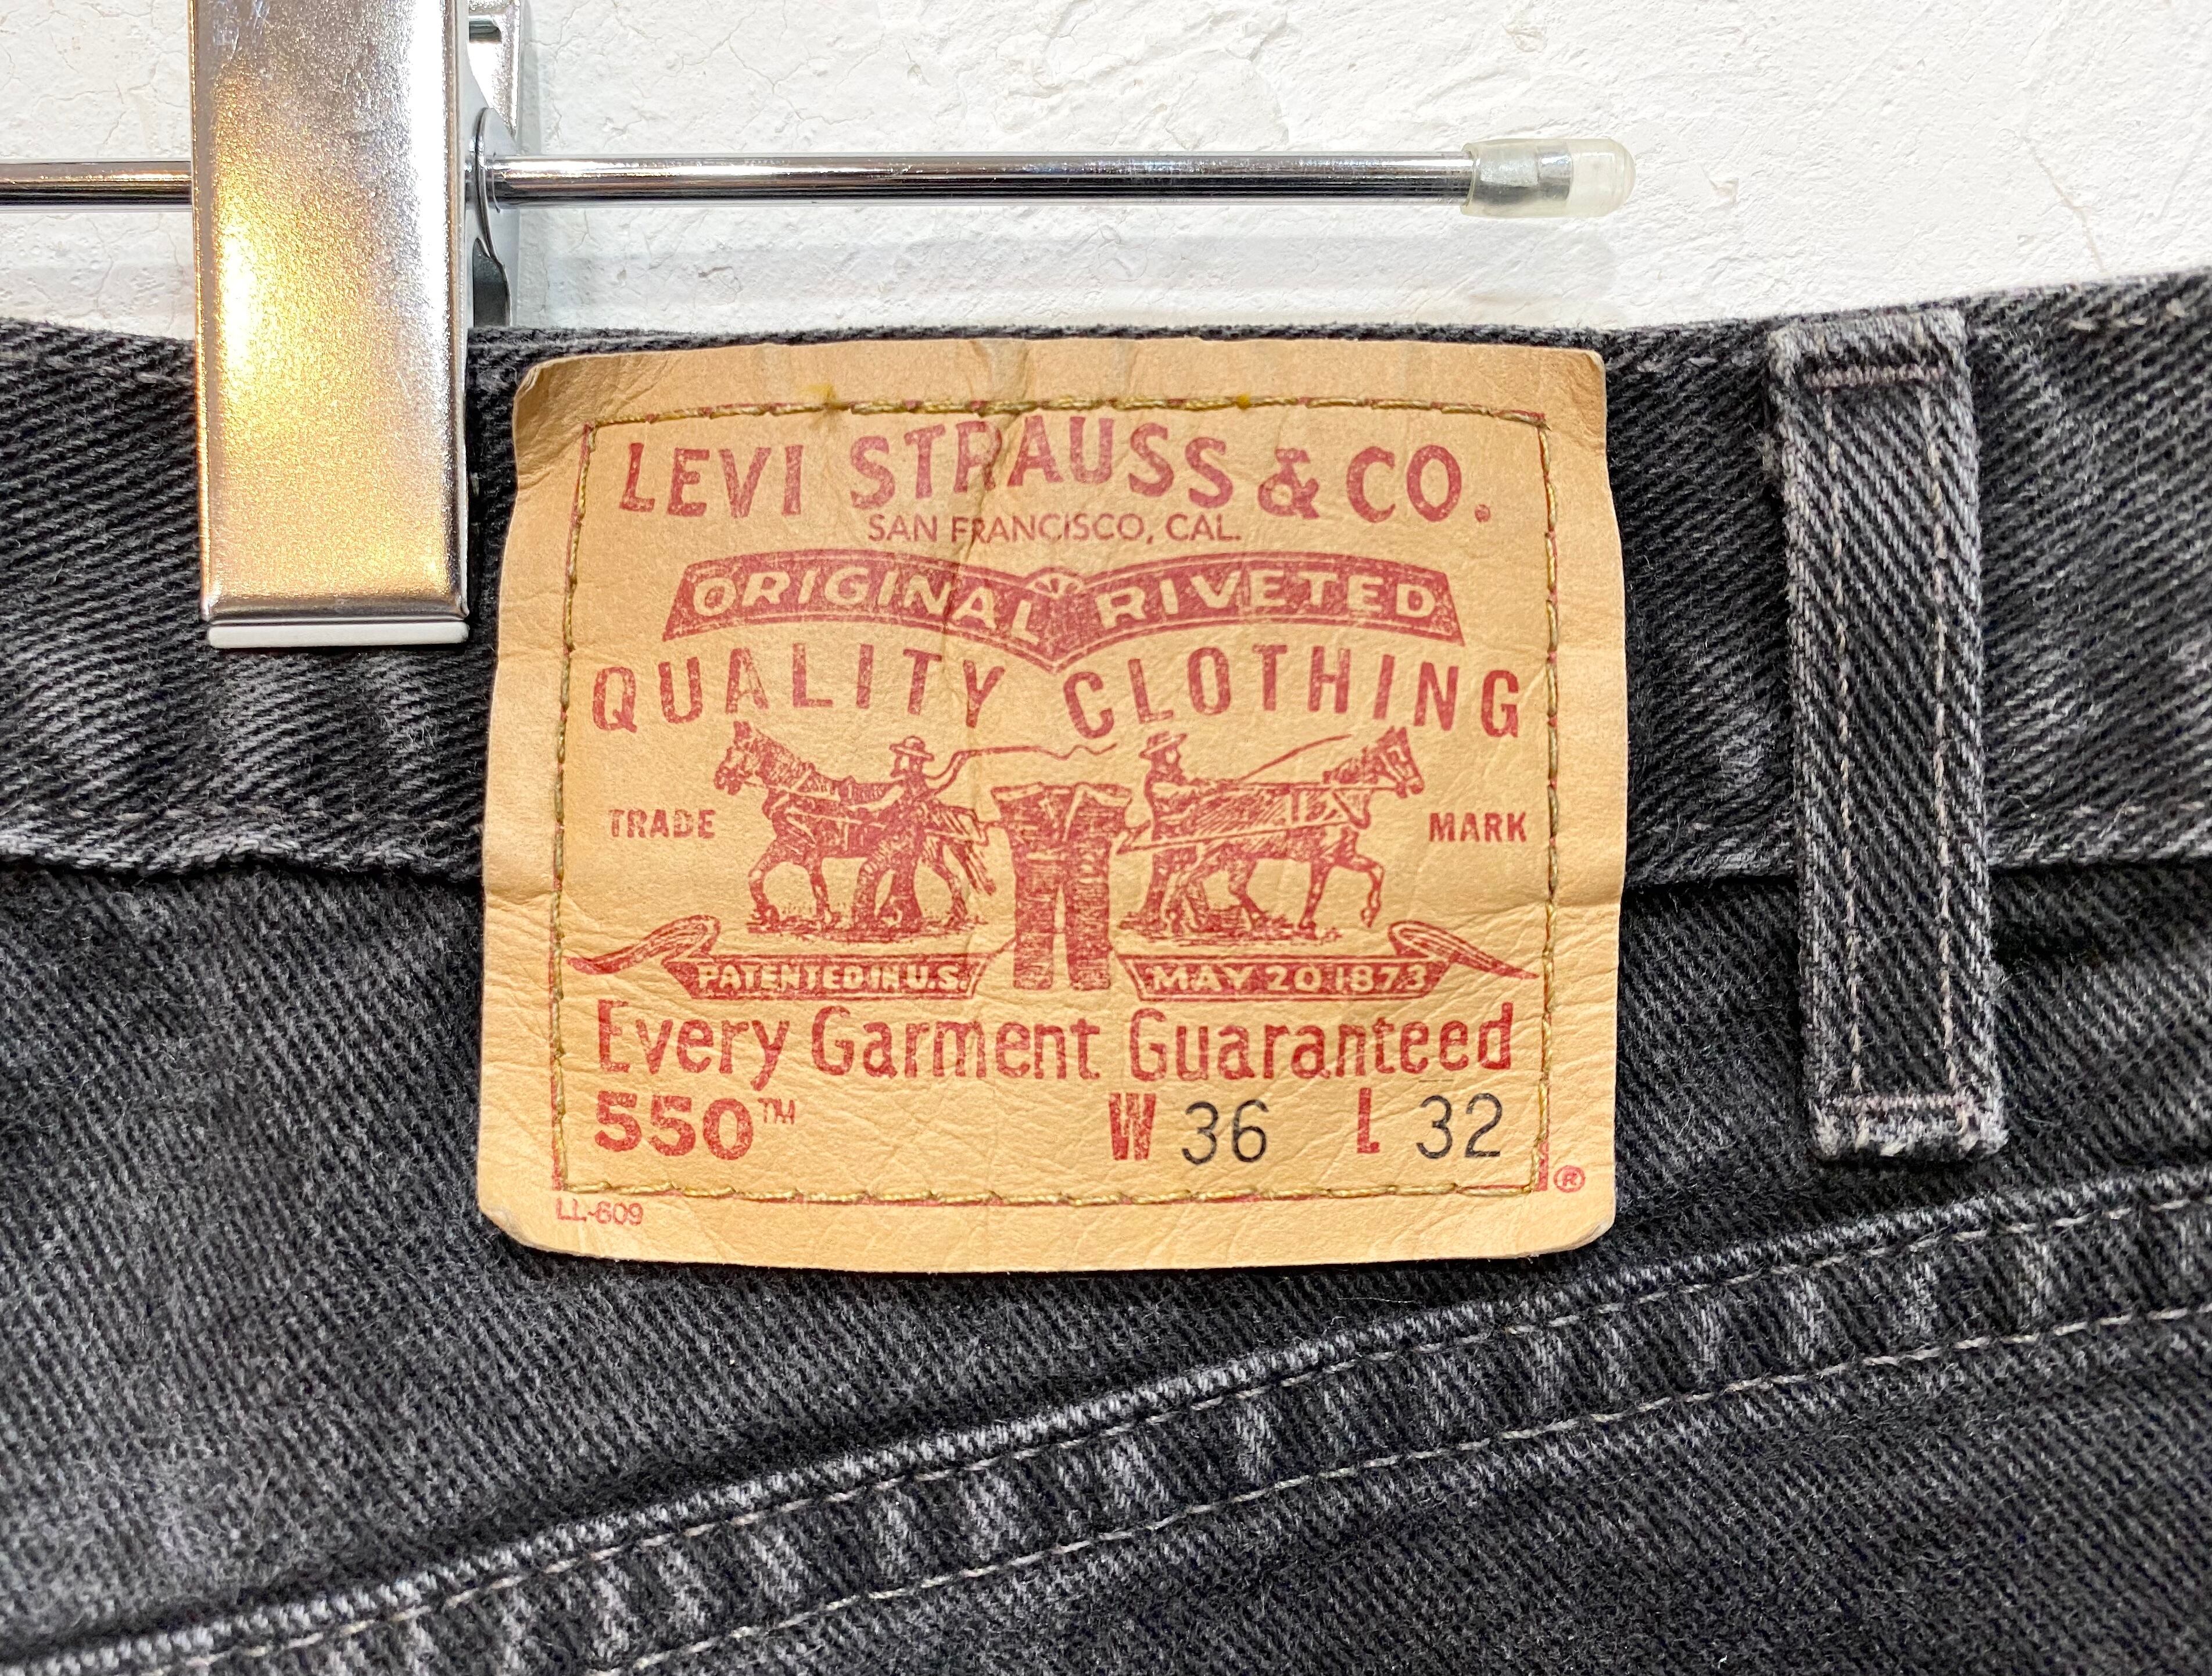 LEVI STRAUSS & CO.
SAN FRANCISCO, CAL.
ORIGINAL RIVETED
QUALITY CLOTHING
TRADE MARK
PATENTED IN U.S. MAY 20 1873
Every Garment Guaranteed
550™ W 36 L 32
®
LL-609